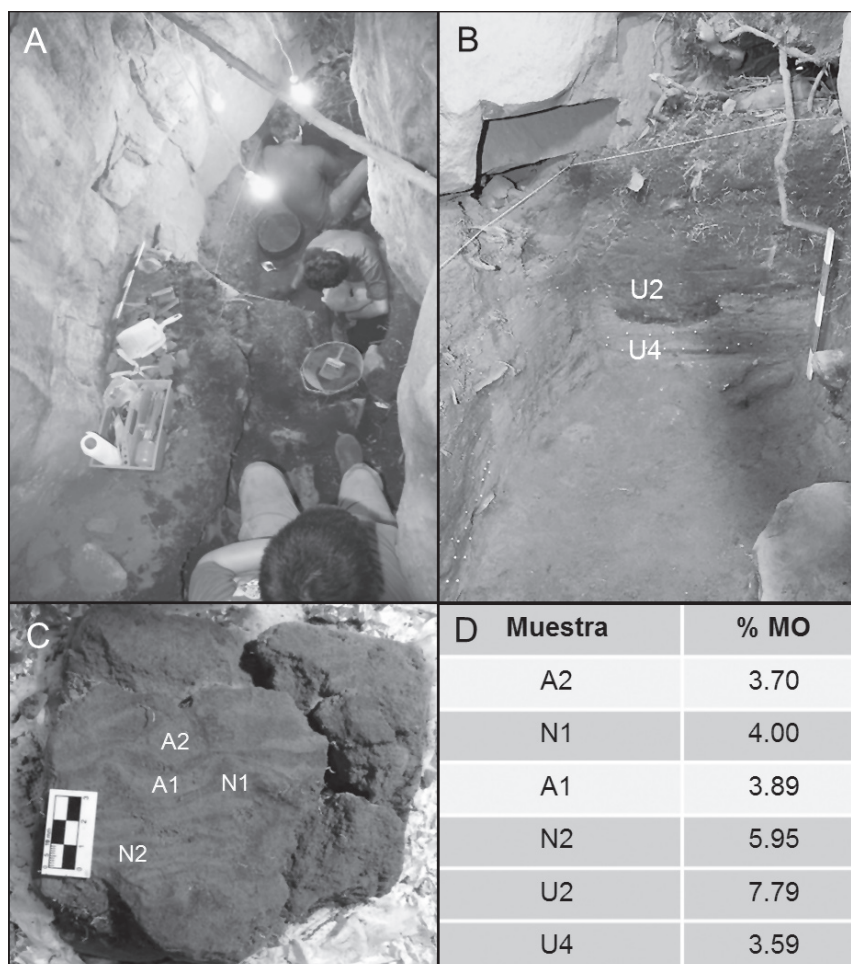 A
B
U2
U4
C
A2
A1 N1
N2
D Muestra % MO
A2 3.70
N1 4.00
A1 3.89
N2 5.95
U2 7.79
U4 3.59